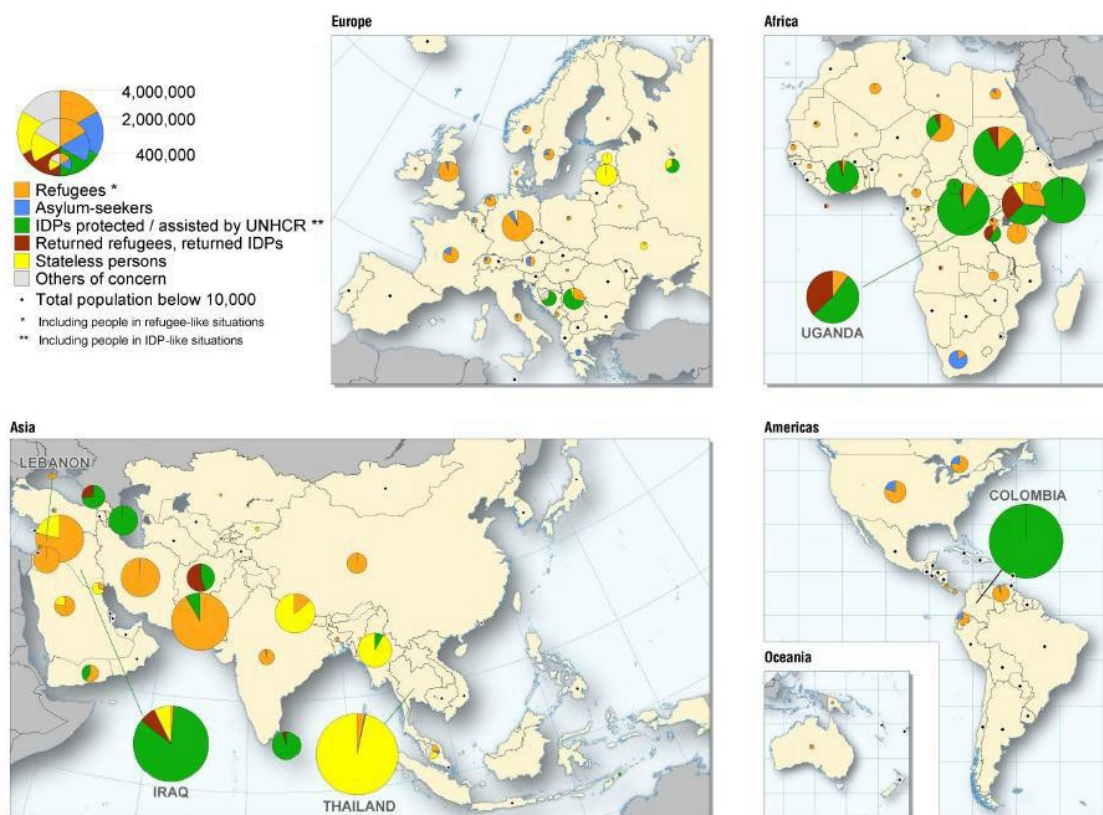 Europe
Africa
4,000,000
2,000,000
400,000
Refugees *
Asylum-seekers
IDPs protected / assisted by UNHCR **
Returned refugees, returned IDPs
Stateless persons
Others of concern
Total population below 10,000
* Including people in refugee-like situations
** Including people in IDP-like situations
UGANDA
Asia
Americas
LEBANON
COLOMBIA
Oceania
IRAQ
THAILAND